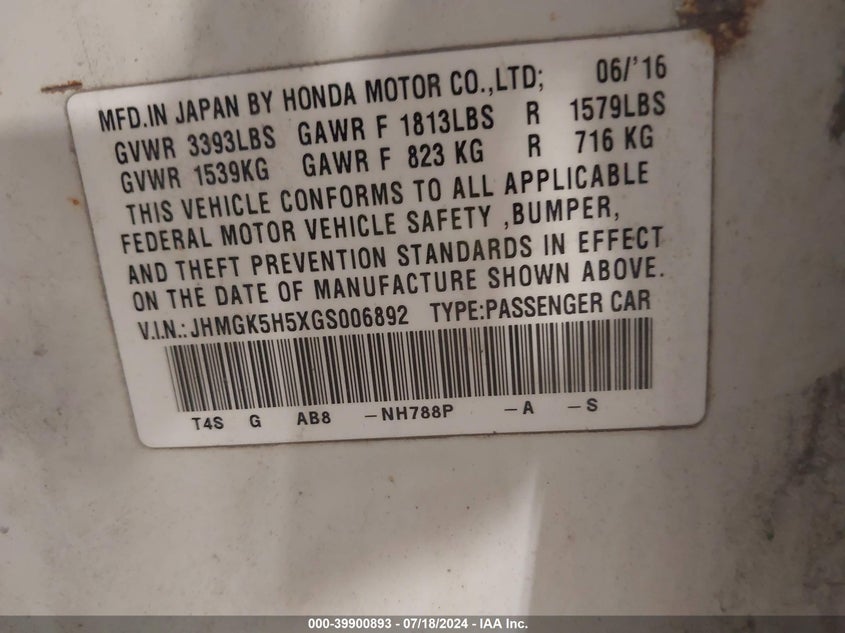 MFD.IN JAPAN BY HONDA MOTOR CO.,LTD; 06/'16
GVWR 3393LBS GAWR F 1813LBS R 1579LBS
GVWR 1539KG GAWR F 823 KG R 716 KG
THIS VEHICLE CONFORMS TO ALL APPLICABLE
FEDERAL MOTOR VEHICLE SAFETY ,BUMPER,
AND THEFT PREVENTION STANDARDS IN EFFECT
ON THE DATE OF MANUFACTURE SHOWN ABOVE.
V.I.N.: JHMGK5H5XGS006892 TYPE:PASSENGER CAR
T4S G AB8 -NH788P -A -S
000-39900893 - 07/18/2024 - IAA Inc.